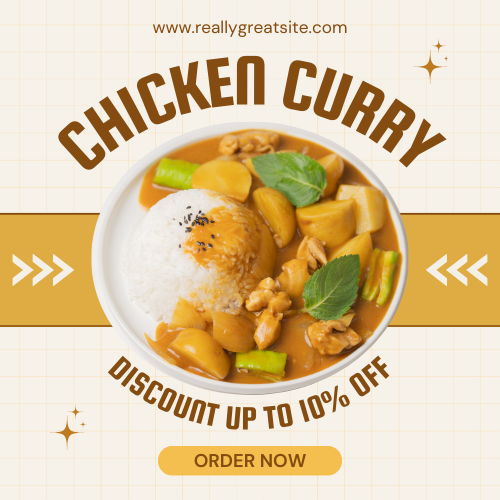 www.reallygreatsite.com
CHICKEN CURRY
DISCOUNT UP TO 10% OFF
ORDER NOW